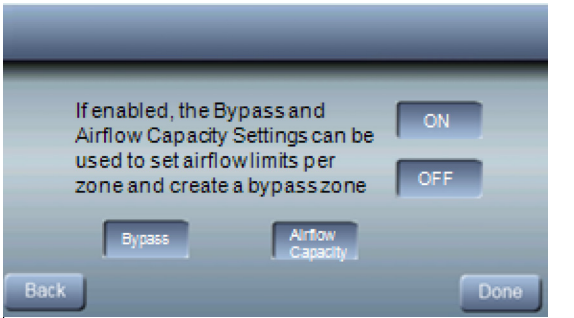 If enabled, the Bypass and
Airflow Capacity Settings can be
used to set airflow limits per
zone and create a bypass zone
ON
OFF
Bypass
Airflow
Capacity
Back
Done